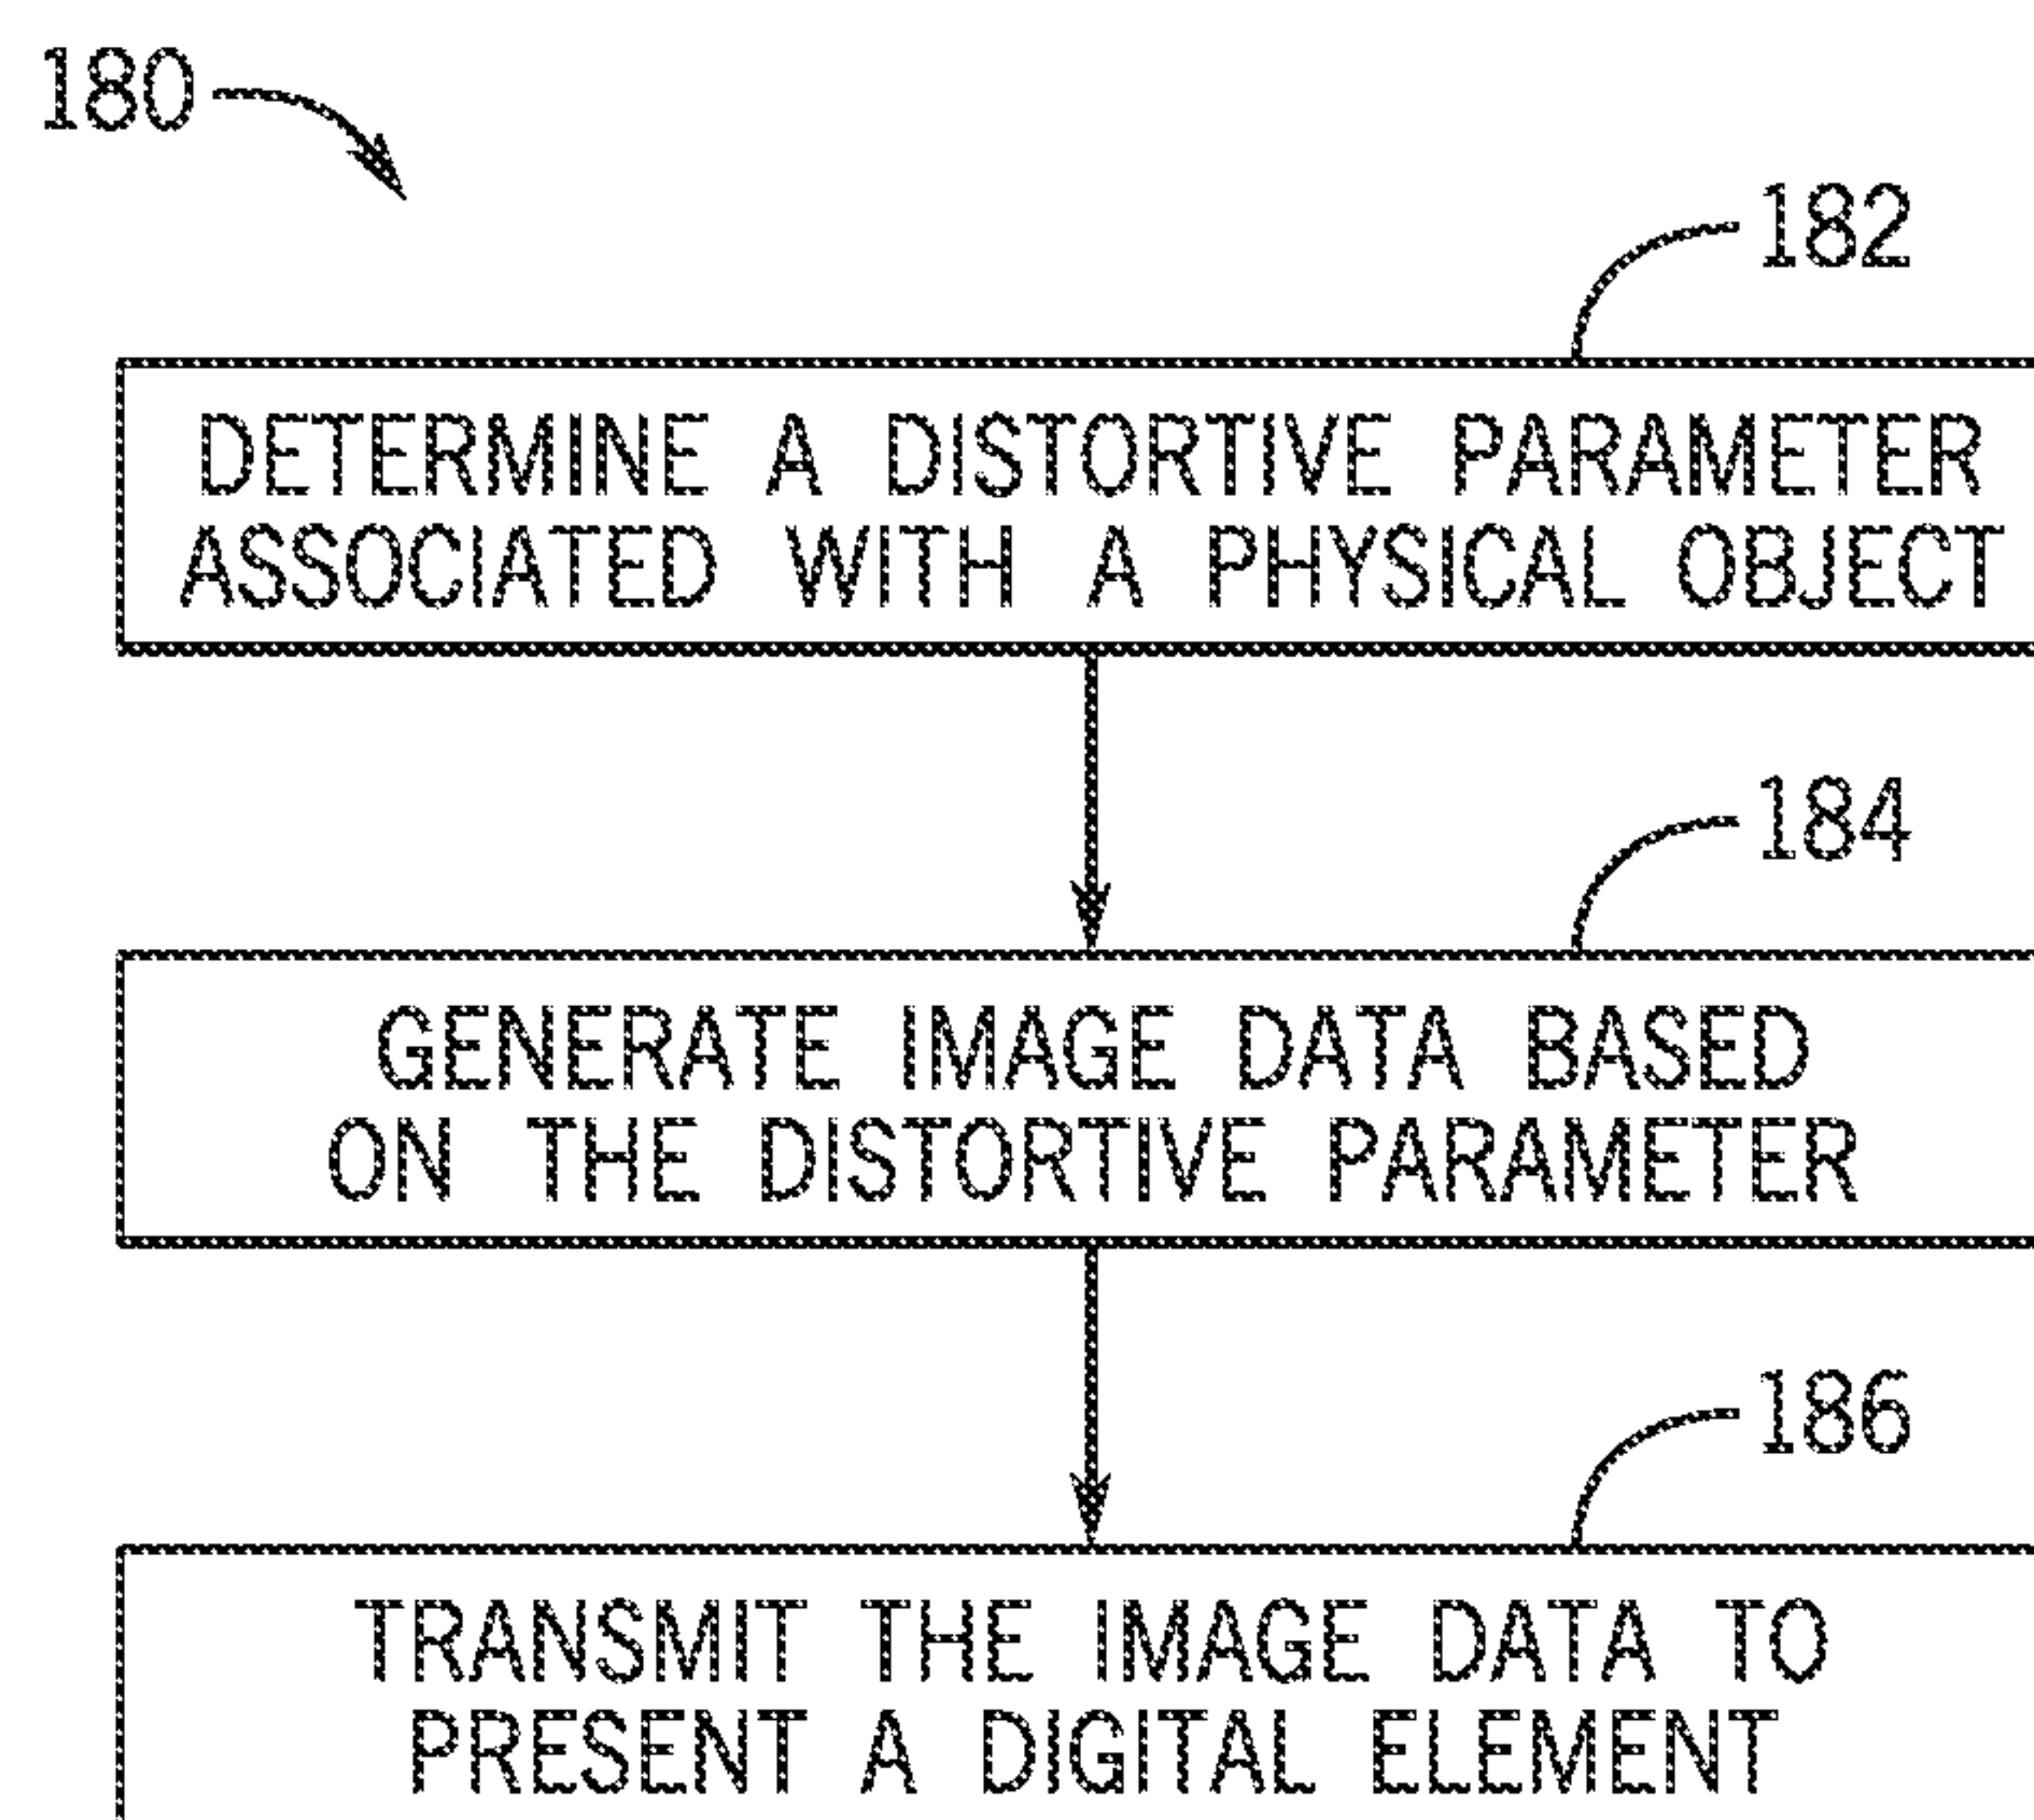 180
182
DETERMINE A DISTORTIVE PARAMETER
ASSOCIATED WITH A PHYSICAL OBJECT
184
GENERATE IMAGE DATA BASED
ON THE DISTORTIVE PARAMETER
186
TRANSMIT THE IMAGE DATA TO
PRESENT A DIGITAL ELEMENT